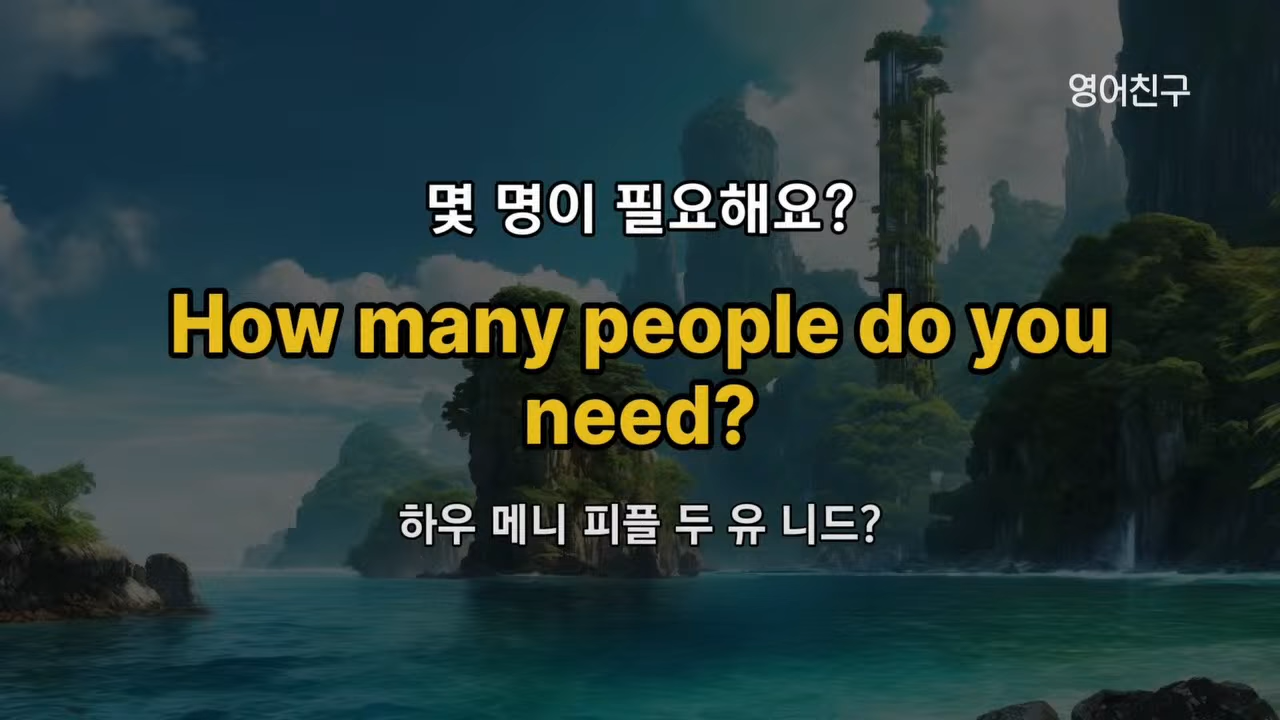 영어친구
몇 명이 필요해요?
How many people do you
need?
하우 메니 피플 두 유 니드?